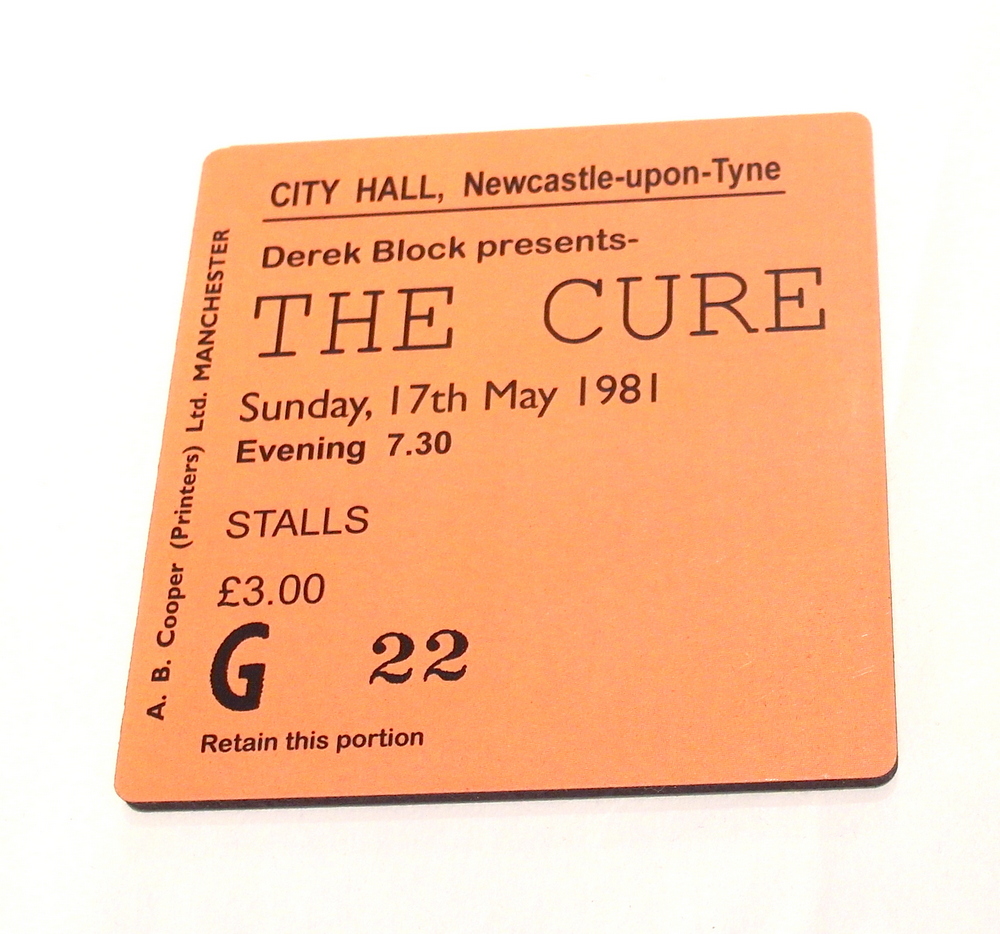 CITY HALL, Newcastle-upon-Tyne
Derek Block presents-
THE CURE
Sunday, 17th May 1981
Evening 7.30
STALLS
£3.00
G 22
Retain this portion
A. B. Cooper (Printers) Ltd. MANCHESTER